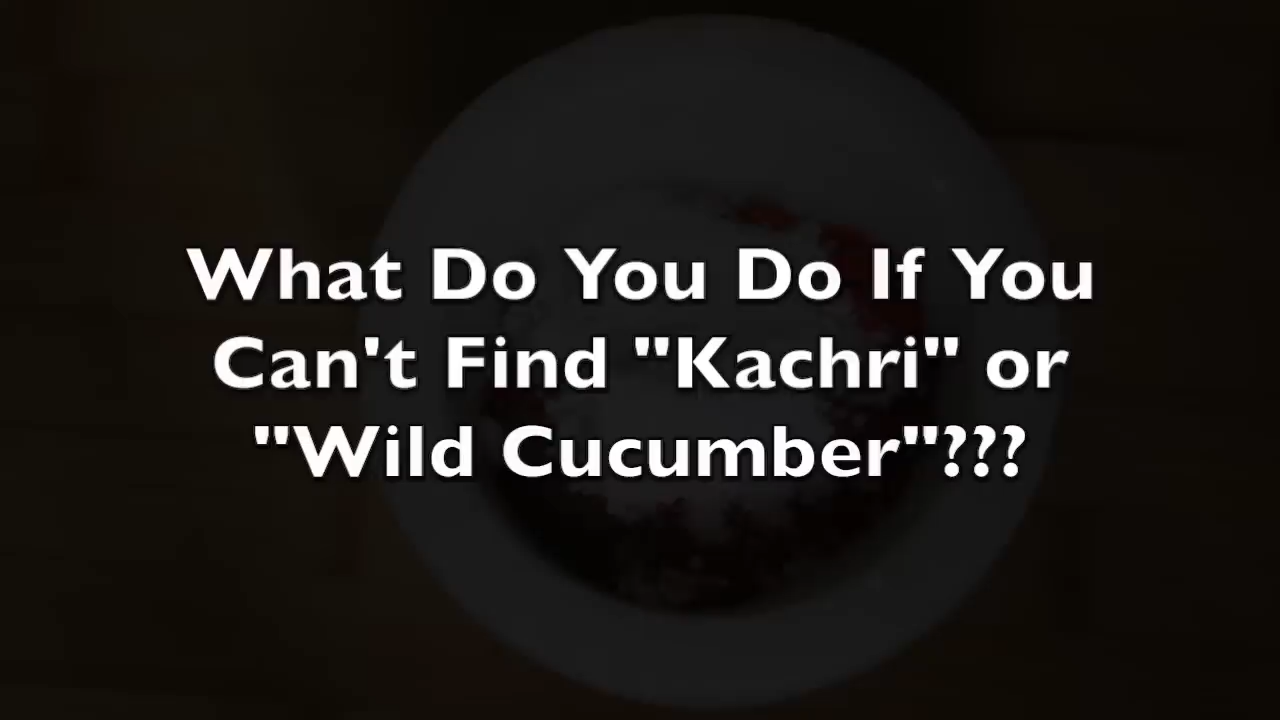 What Do You Do If You
Can't Find "Kachri" or
"Wild Cucumber"???